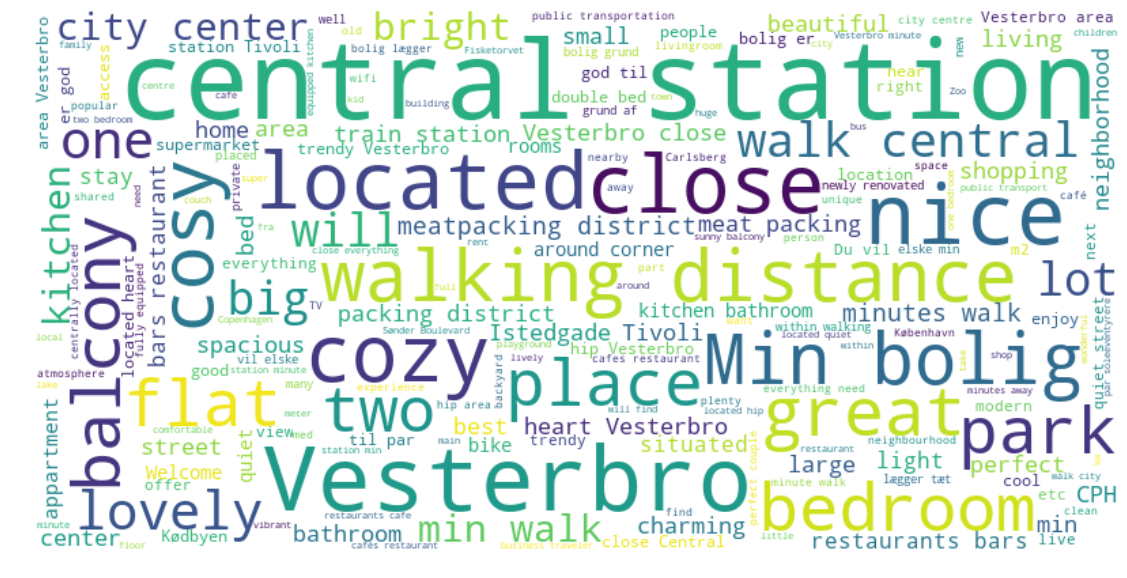 city center
well
old
bright
public transportation
small
people
beautiful
city centre
Vesterbro area
children
area Vesterbro
family
station Tivoli
bolig lægger
Fisketorvet
bolig grund
livingroom
bolig er
Vesterbro minute
city
living
new
access
central station
er god
popular
two bedroom
centre
wifi
kid
cafe
equipped kitchen
building
god til
double bed
town
grund af
huge
hear
right
Zoo
neighborhood
one
home
area
supermarket
placed
train station
Vesterbro close
trendy Vesterbro
rooms
walk central
bus
kitchen
stay
shared
need
bars restaurant
cosy
super
couch
private
bed
fra
located
nearby
away
close
Carlsberg
location
newly renovated
unique
space
shopping
public transport
one bedroom
café
nice
next
balcony
located heart
fully equipped
centrally located
will
close everything
meatpacking district
meat packing
sunny balcony
person
rent
around corner
Du vil
elske min
m2
everything
walking distance
part
full
around
lot
local
big
TV
Copenhagen
packing district
Sønder Boulevard
kitchen bathroom
minutes walk
enjoy
want
within walking
København
located quiet
within
take
shop
wonderful
quiet street
par soloeventyrere
spacious
vil elske
good
station minute
Istedgade
Tivoli
playground
hip Vesterbro
lively
cafes restaurant
backyard
Min bolig
minutes away
atmosphere
lake
many
experience
meter
cozy
place
everything need
modern
flat
comfortable
two
hip area
will find
plenty
located hip
great
park
appartment
street
view
med
quiet
til par
station min
main
best
bike
heart Vesterbro
trendy
situated
restaurant
neighbourhood
large
light
perfect
Welcome
offer
Vesterbro
perfect couple
minute walk
lægger tæt
cool
walk city
etc
CPH
clean
lovely
vibrant
restaurants cafe
find
bedroom
min
minute
center
floor
Kødbyen
bathroom
cafés restaurant
min walk
business traveler
charming
close Central
little
restaurants bars
live